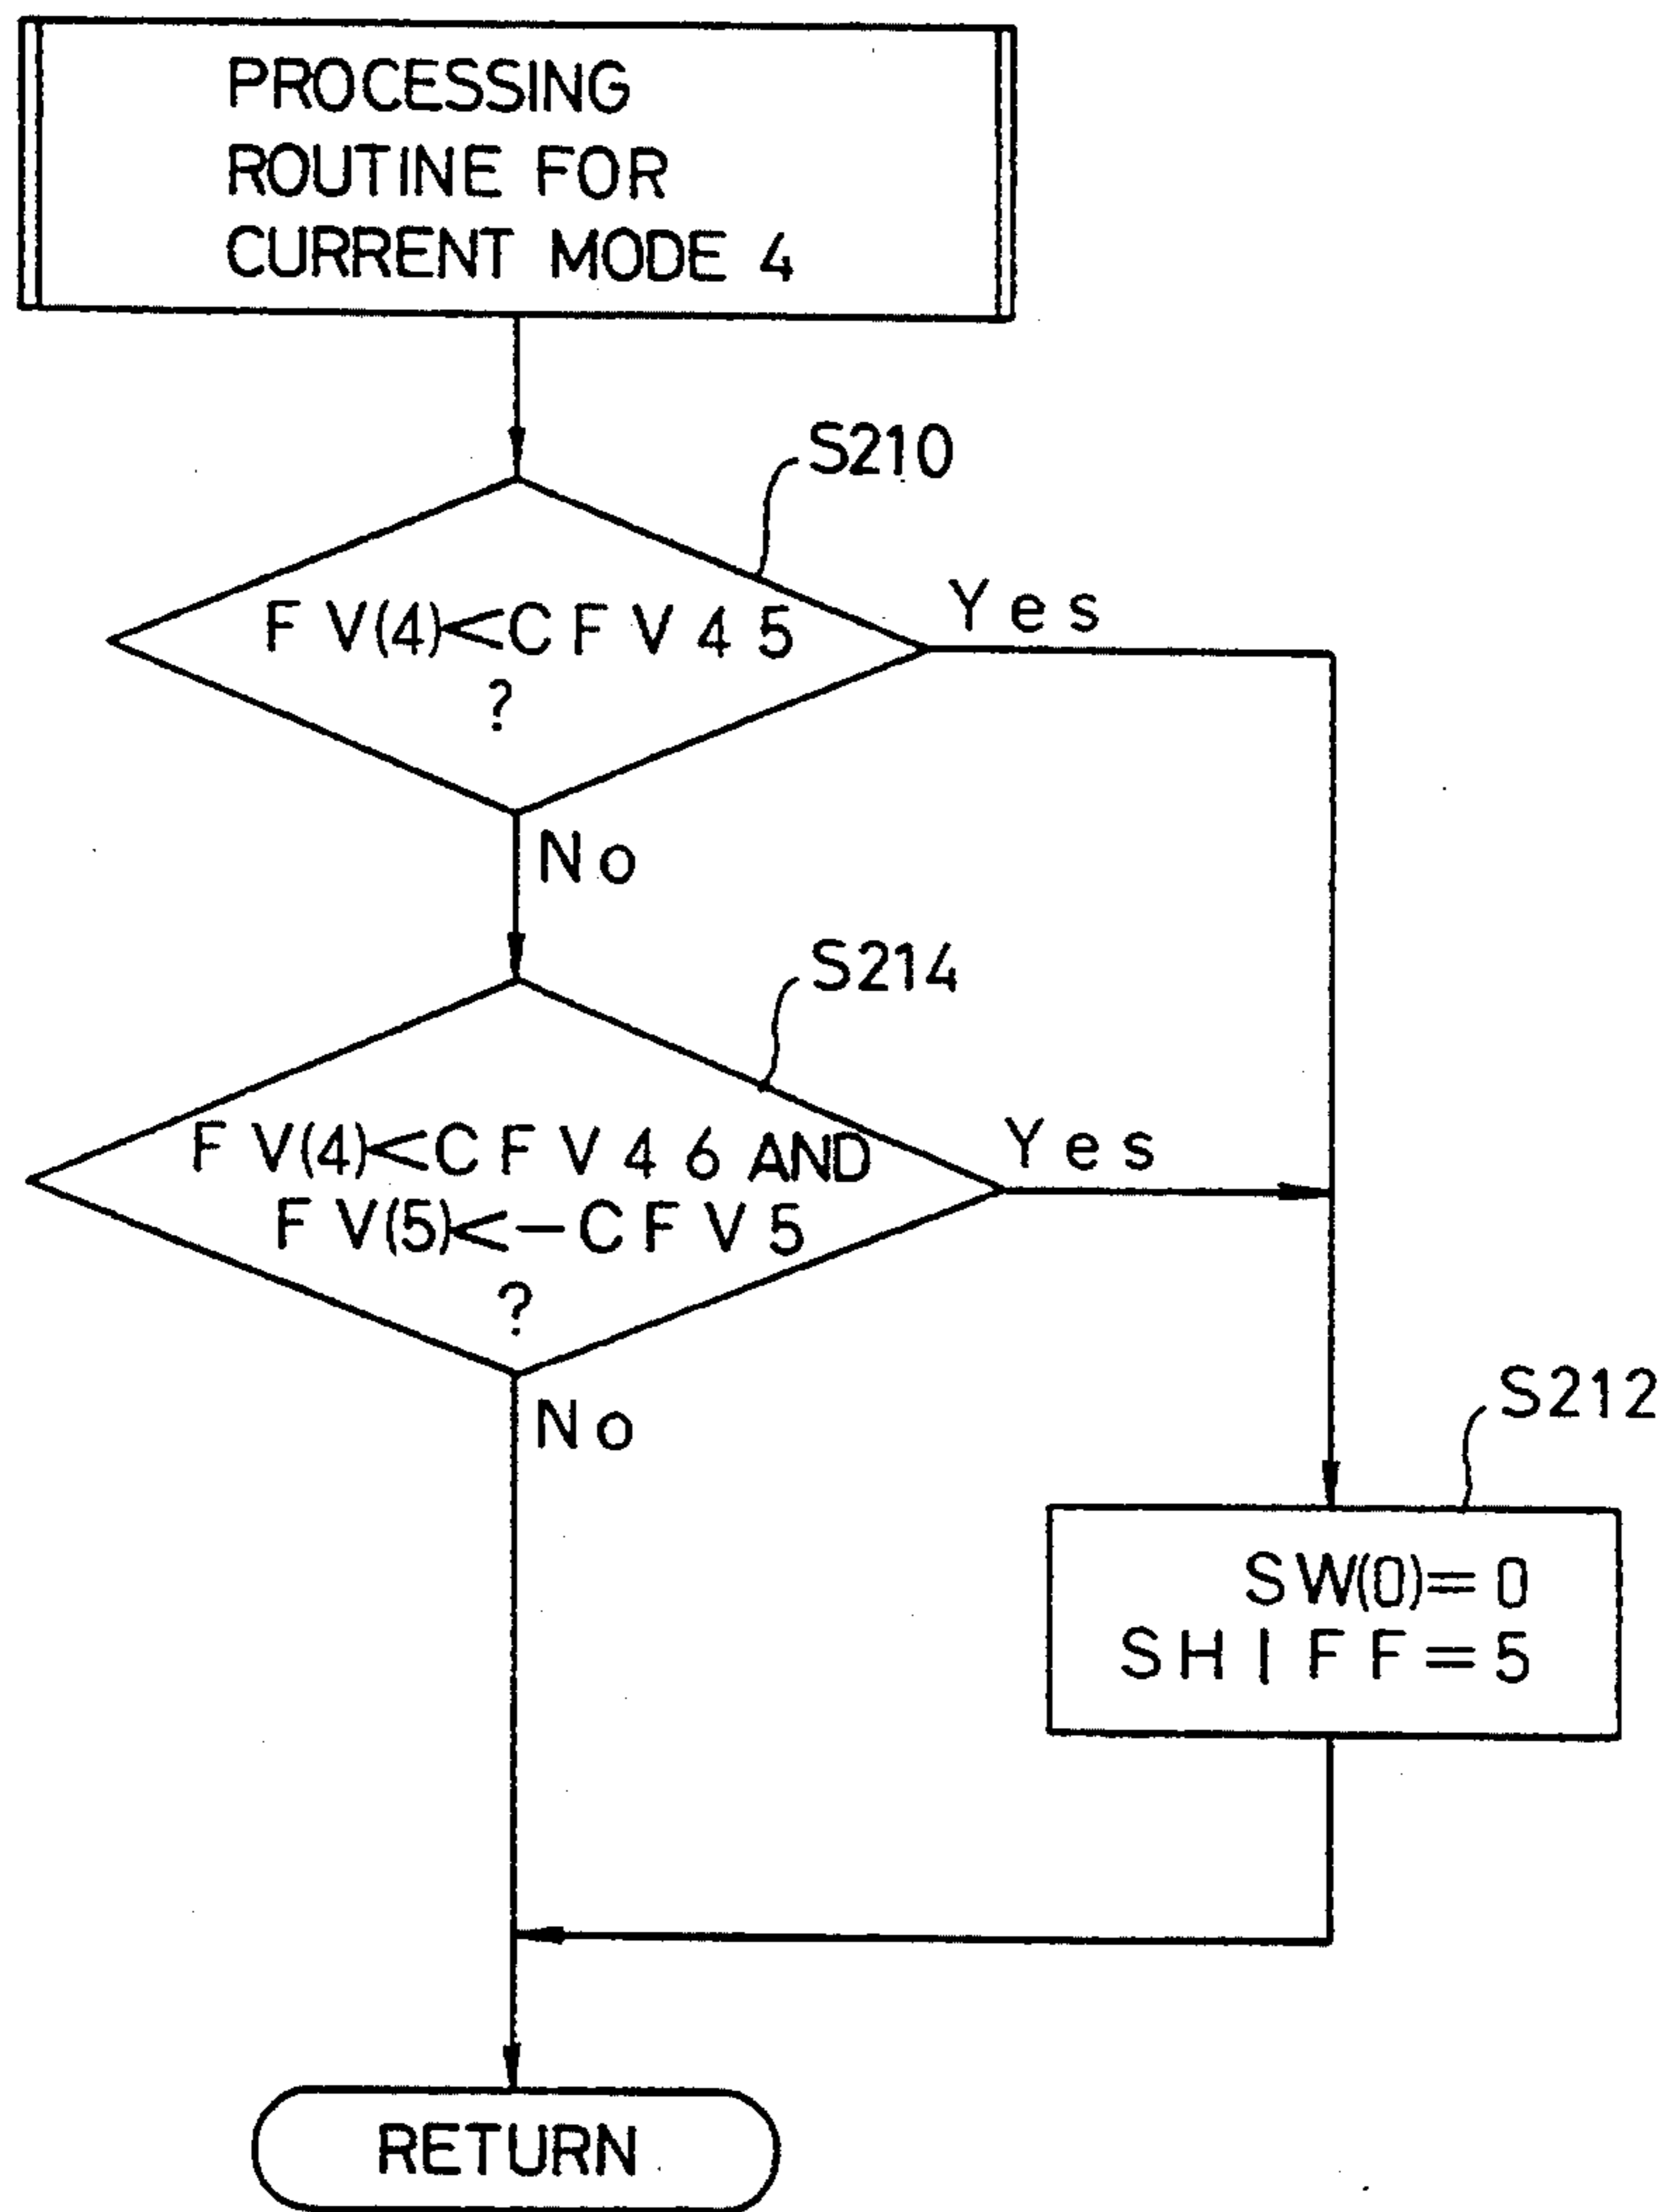 PROCESSING
ROUTINE FOR
CURRENT MODE 4
S210
F V(4)<C F V 4 5
?
Yes
No
S214
F V(4)<C F V 4 6 AND
F V(5)<-C F V 5
?
Yes
No
S212
SW(0)=0
SHIFF=5
RETURN